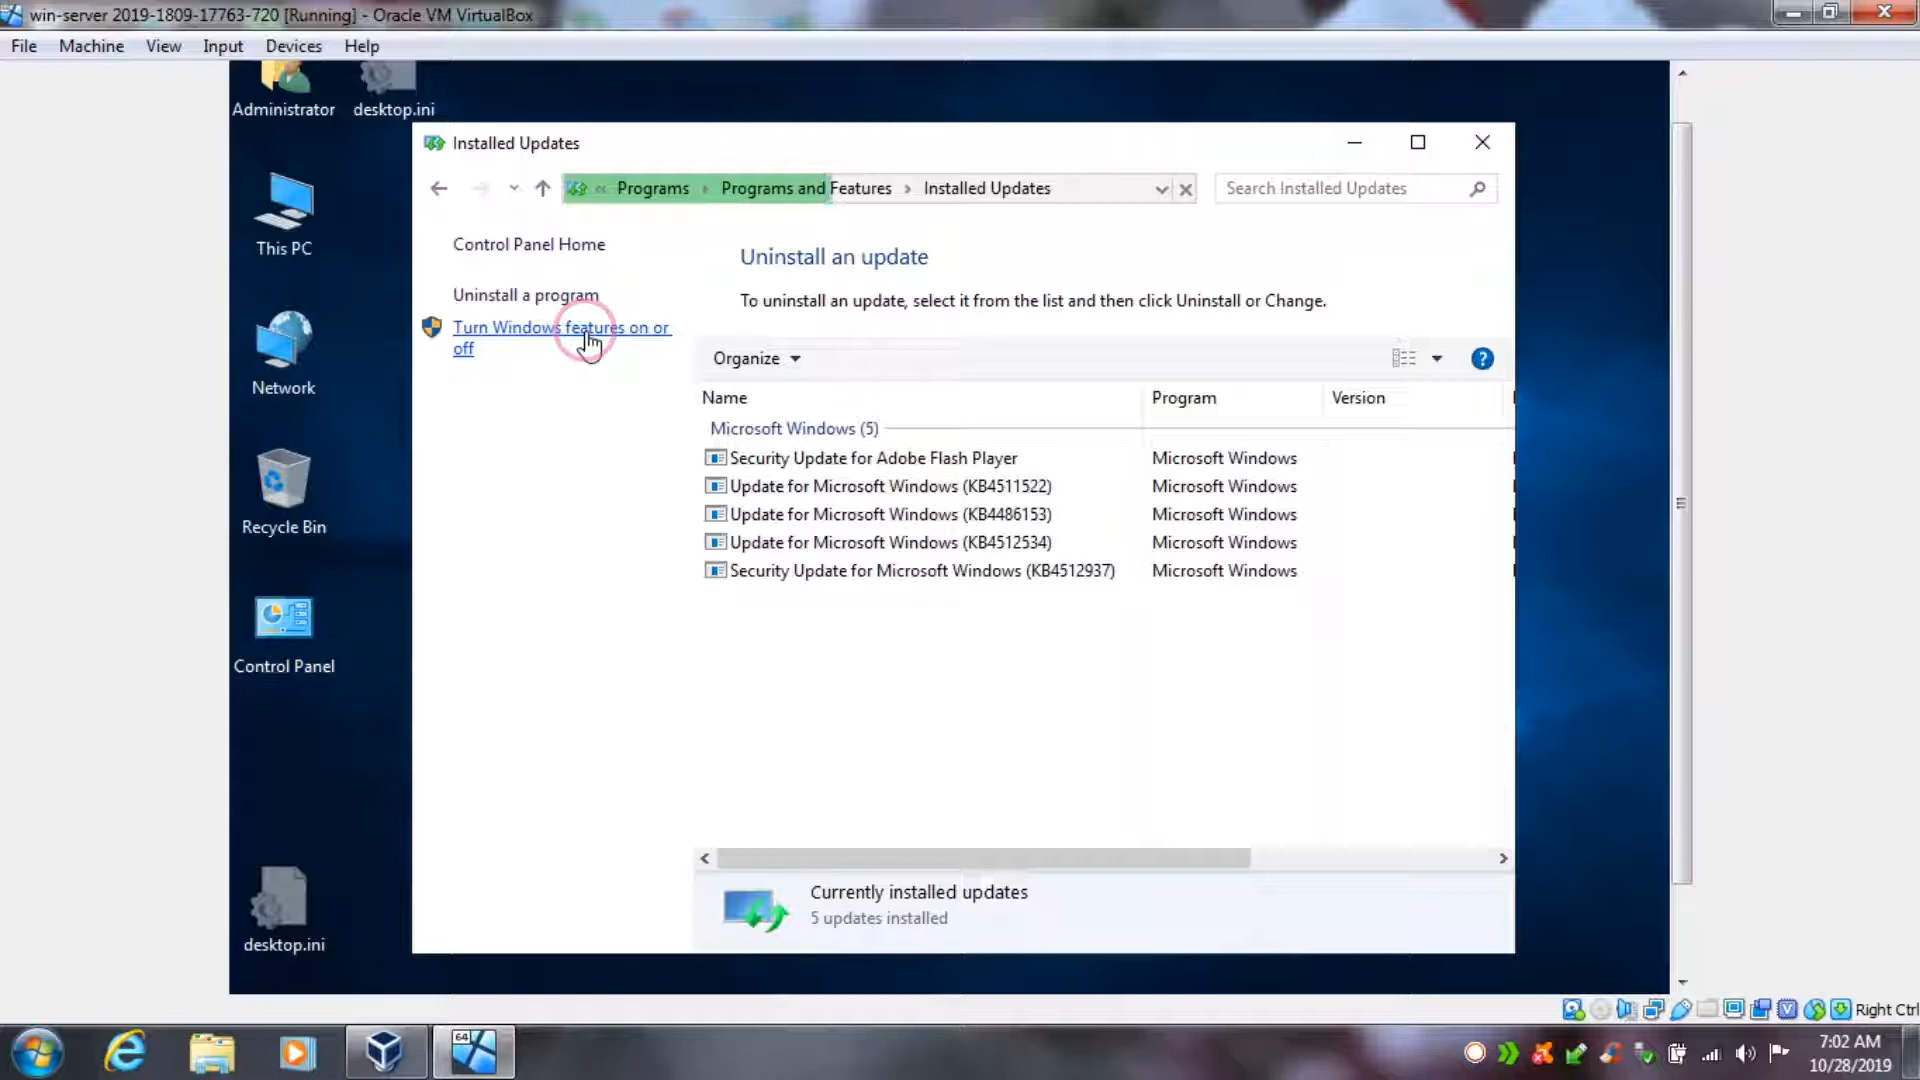 win-server 2019-1809-17763-720 [Running] - Oracle VM VirtualBox
File Machine View Input Devices Help
Administrator desktop.ini
Installed Updates
« Programs › Programs and Features › Installed Updates
Search Installed Updates
This PC
Control Panel Home
Uninstall an update
Uninstall a program
To uninstall an update, select it from the list and then click Uninstall or Change.
Turn Windows features on or
off
Organize
Network
Name Program Version
Microsoft Windows (5)
Security Update for Adobe Flash Player Microsoft Windows
Update for Microsoft Windows (KB4511522) Microsoft Windows
Update for Microsoft Windows (KB4486153) Microsoft Windows
Update for Microsoft Windows (KB4512534) Microsoft Windows
Security Update for Microsoft Windows (KB4512937) Microsoft Windows
Recycle Bin
Control Panel
Currently installed updates
5 updates installed
desktop.ini
Right Ctrl
64
7:02 AM
10/28/2019